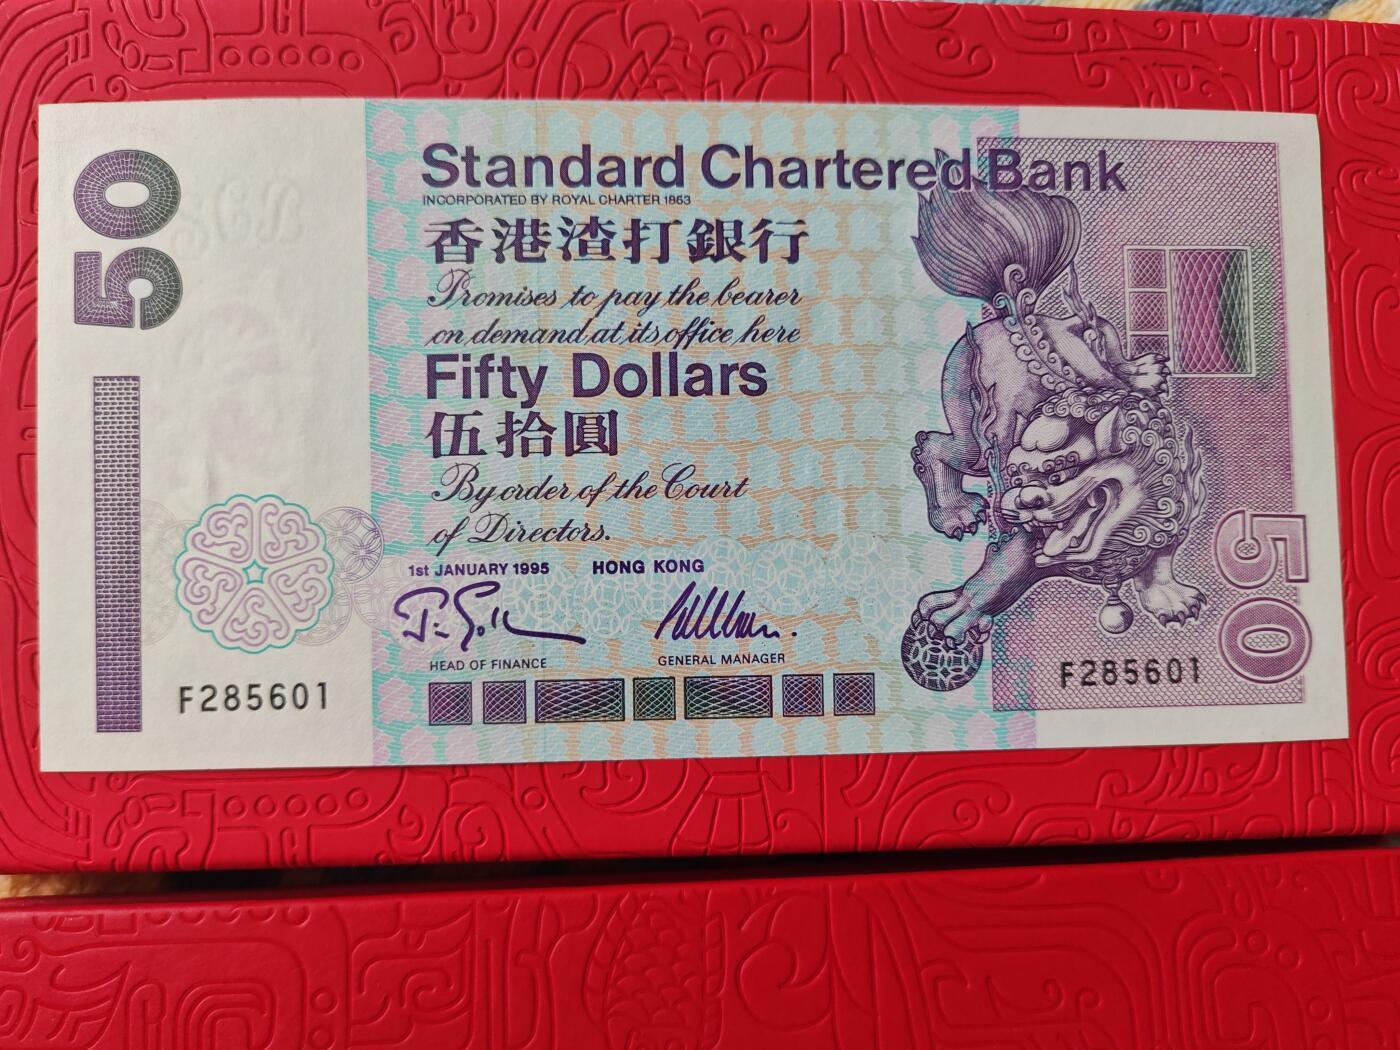 50
Standard Chartered Bank
INCORPORATED BY ROYAL CHARTER 1853
香港渣打銀行
Promises to pay the bearer
on demand at its office here
Fifty Dollars
伍拾圓
By order of the Court
of Directors.
1st JANUARY 1995 HONG KONG
HEAD OF FINANCE GENERAL MANAGER
F285601 F285601
50